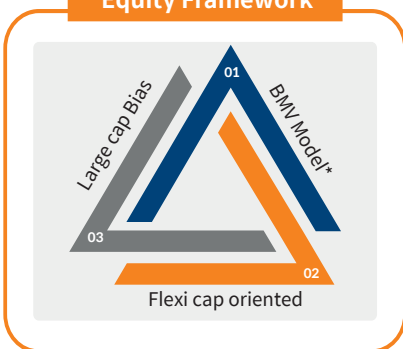 Equity Framework
01
Large cap Bias
BMV Model*
03
02
Flexi cap oriented